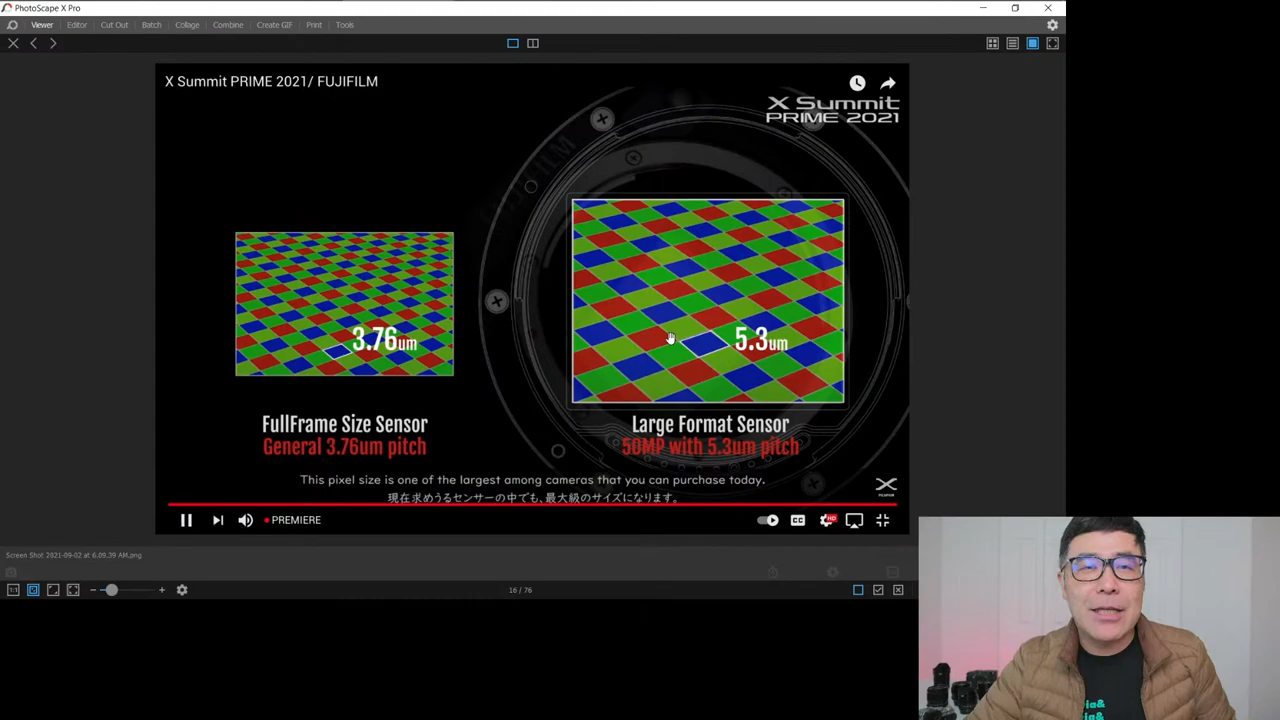 PhotoScape X Pro
Viewer Editor Cut Out Batch Collage Combine Create GIF Print Tools
X Summit PRIME 2021/ FUJIFILM
X Summit
PRIME 2021
3.76um
5.3um
FullFrame Size Sensor
General 3.76um pitch
Large Format Sensor
50MP with 5.3um pitch
This pixel size is one of the largest among cameras that you can purchase today.
現在求めうるセンサーの中でも、最大級のサイズになります。
PREMIERE
CC
HD
Screen Shot 2021-09-02 at 6.09.39 AM.png
1:1
16 / 76